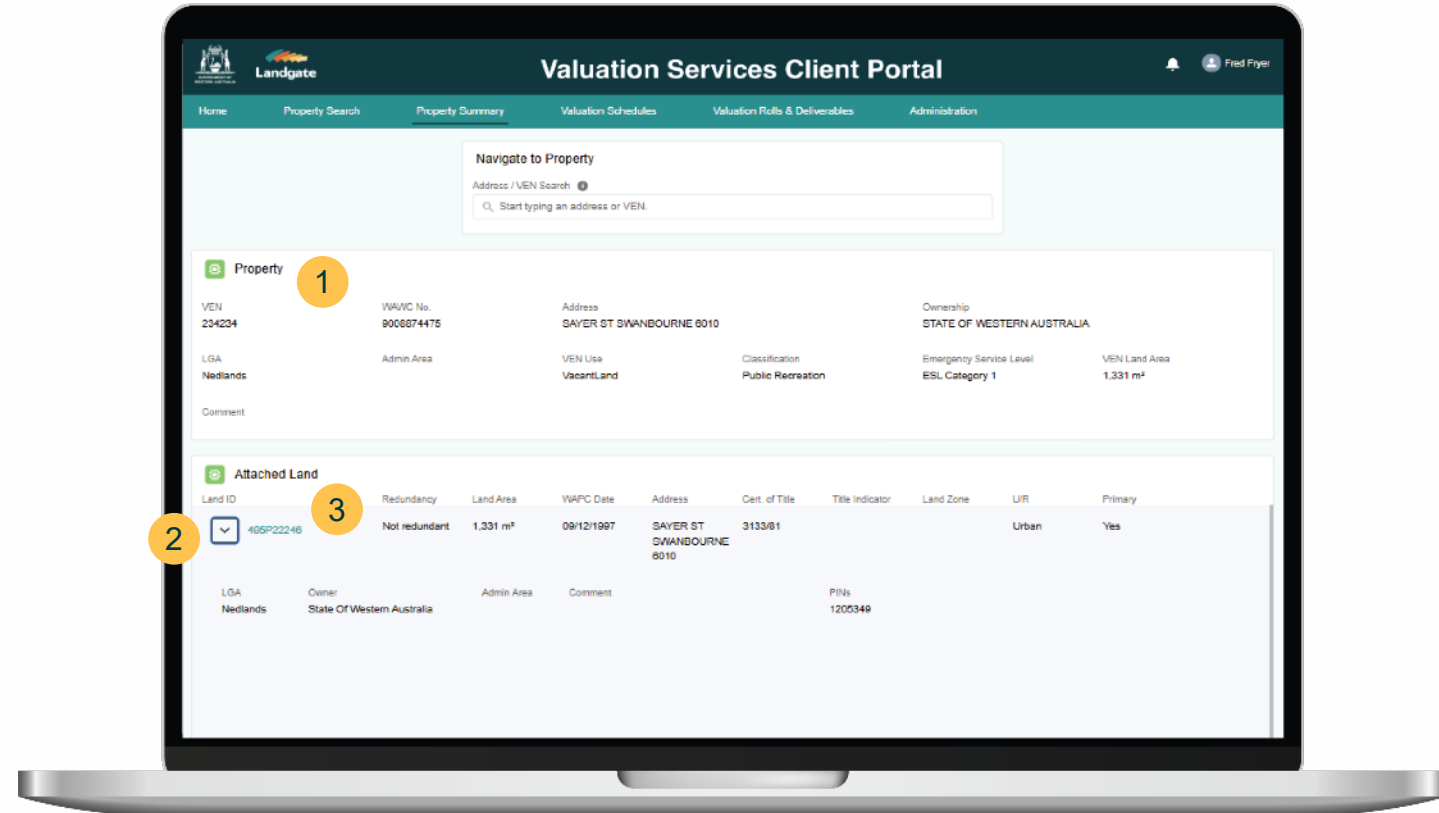 GOVERNMENT OF
WESTERN AUSTRALIA
Landgate
Valuation Services Client Portal
Fred Fryer
Home Property Search Property Summary Valuation Schedules Valuation Rolls & Deliverables Administration
Navigate to Property
Address / VEN Search
Start typing an address or VEN.
Property
1
VEN WAWC No. Address Ownership
234234 9008874475 SAYER ST SWANBOURNE 6010 STATE OF WESTERN AUSTRALIA
LGA Admin Area VEN Use Classification Emergency Service Level VEN Land Area
Nedlands VacantLand Public Recreation ESL Category 1 1,331 m²
Comment
Attached Land
Land ID Redundancy Land Area WAPC Date Address Cert. of Title Title Indicator Land Zone U/R Primary
3
2
495P22246 Not redundant 1,331 m² 09/12/1997 SAYER ST 3133/81 Urban Yes
SWANBOURNE
6010
LGA Owner Admin Area Comment PINs
Nedlands State Of Western Australia 1205349